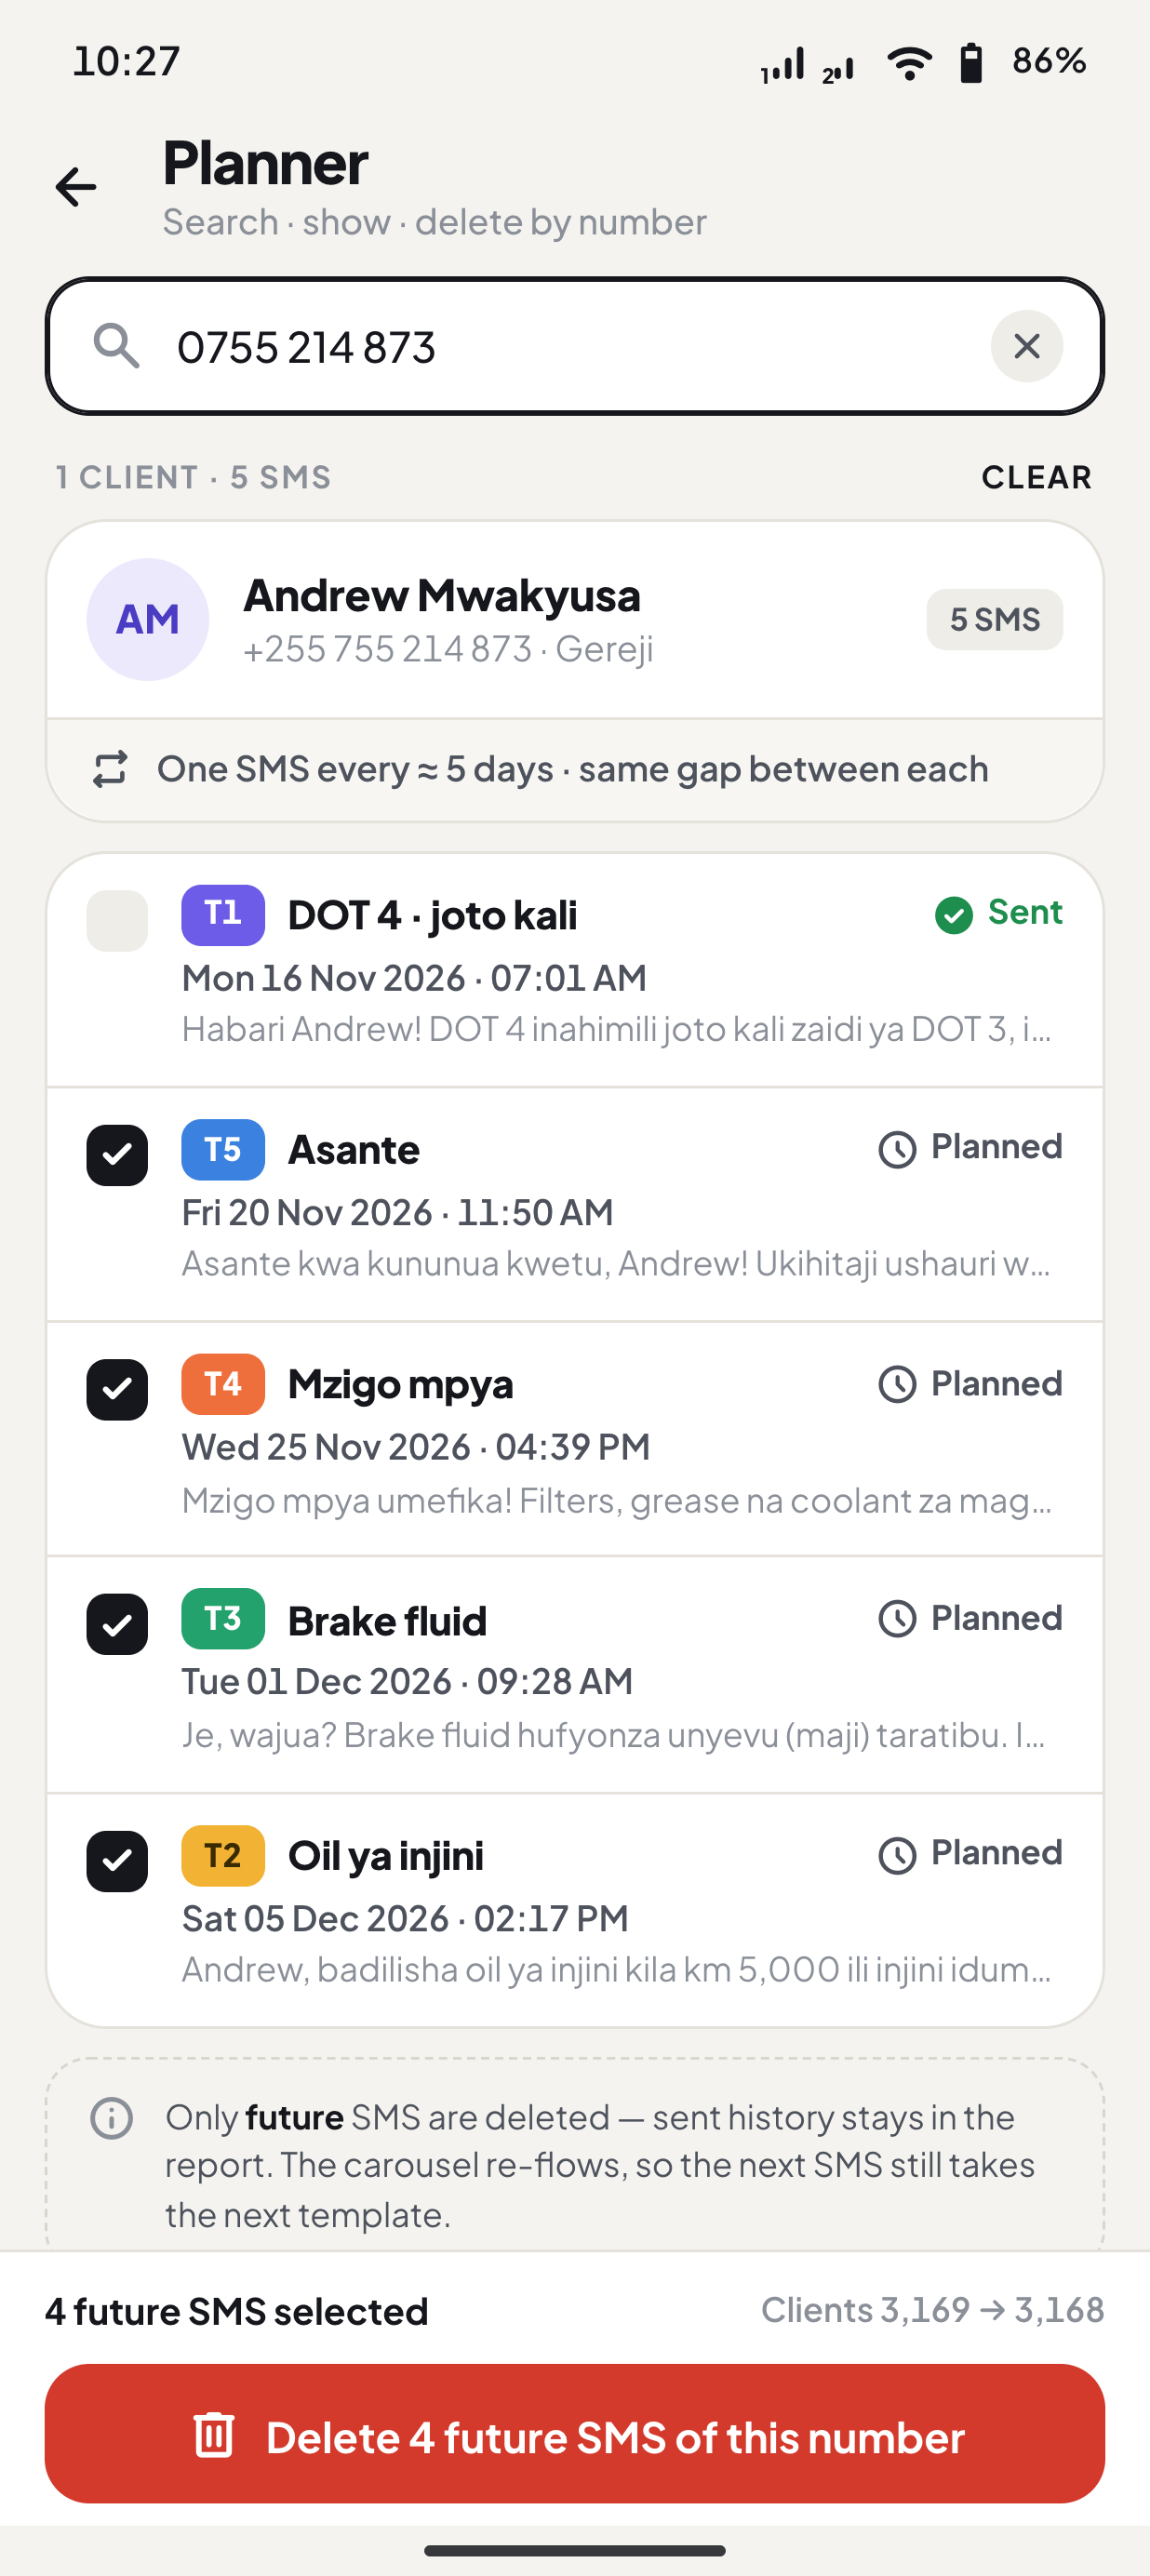 10:27
1 2 86%
Planner
Search · show · delete by number
0755 214 873
1 CLIENT · 5 SMS CLEAR
AM Andrew Mwakyusa 5 SMS
+255 755 214 873 · Gereji
One SMS every ≈ 5 days · same gap between each
T1 DOT 4 · joto kali Sent
Mon 16 Nov 2026 · 07:01 AM
Habari Andrew! DOT 4 inahimili joto kali zaidi ya DOT 3, i...
T5 Asante Planned
Fri 20 Nov 2026 · 11:50 AM
Asante kwa kununua kwetu, Andrew! Ukihitaji ushauri w...
T4 Mzigo mpya Planned
Wed 25 Nov 2026 · 04:39 PM
Mzigo mpya umefika! Filters, grease na coolant za mag...
T3 Brake fluid Planned
Tue 01 Dec 2026 · 09:28 AM
Je, wajua? Brake fluid hufyonza unyevu (maji) taratibu. I...
T2 Oil ya injini Planned
Sat 05 Dec 2026 · 02:17 PM
Andrew, badilisha oil ya injini kila km 5,000 ili injini idum...
Only future SMS are deleted — sent history stays in the
report. The carousel re-flows, so the next SMS still takes
the next template.
4 future SMS selected Clients 3,169 → 3,168
Delete 4 future SMS of this number